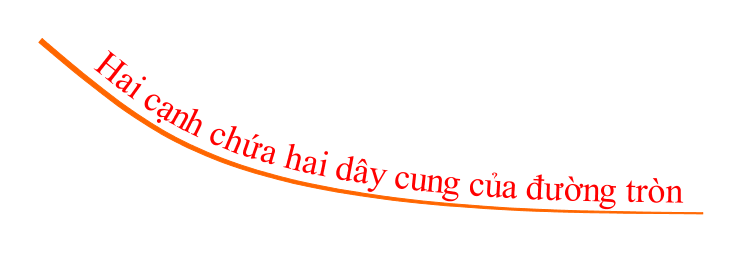 Hai cạnh chứa hai dây cung của đường tròn